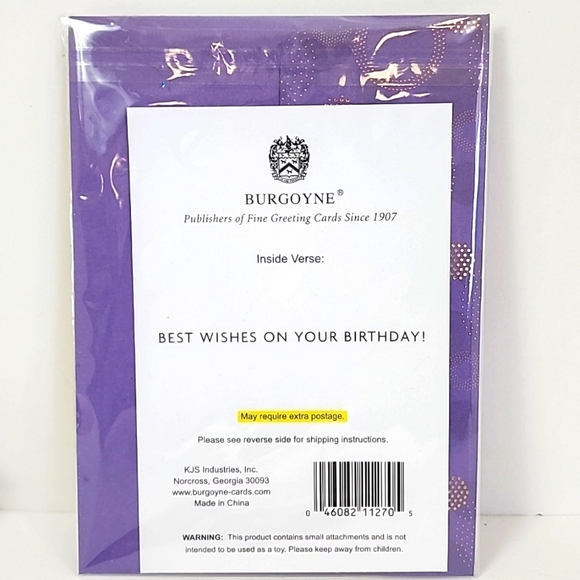 BURGOYNE®
Publishers of Fine Greeting Cards Since 1907
Inside Verse:
BEST WISHES ON YOUR BIRTHDAY!
May require extra postage.
Please see reverse side for shipping instructions.
KJS Industries, Inc.
Norcross, Georgia 30093
www.burgoyne-cards.com
Made in China
0 46082 11270 5
WARNING: This product contains small attachments and is not
intended to be used as a toy. Please keep away from children.